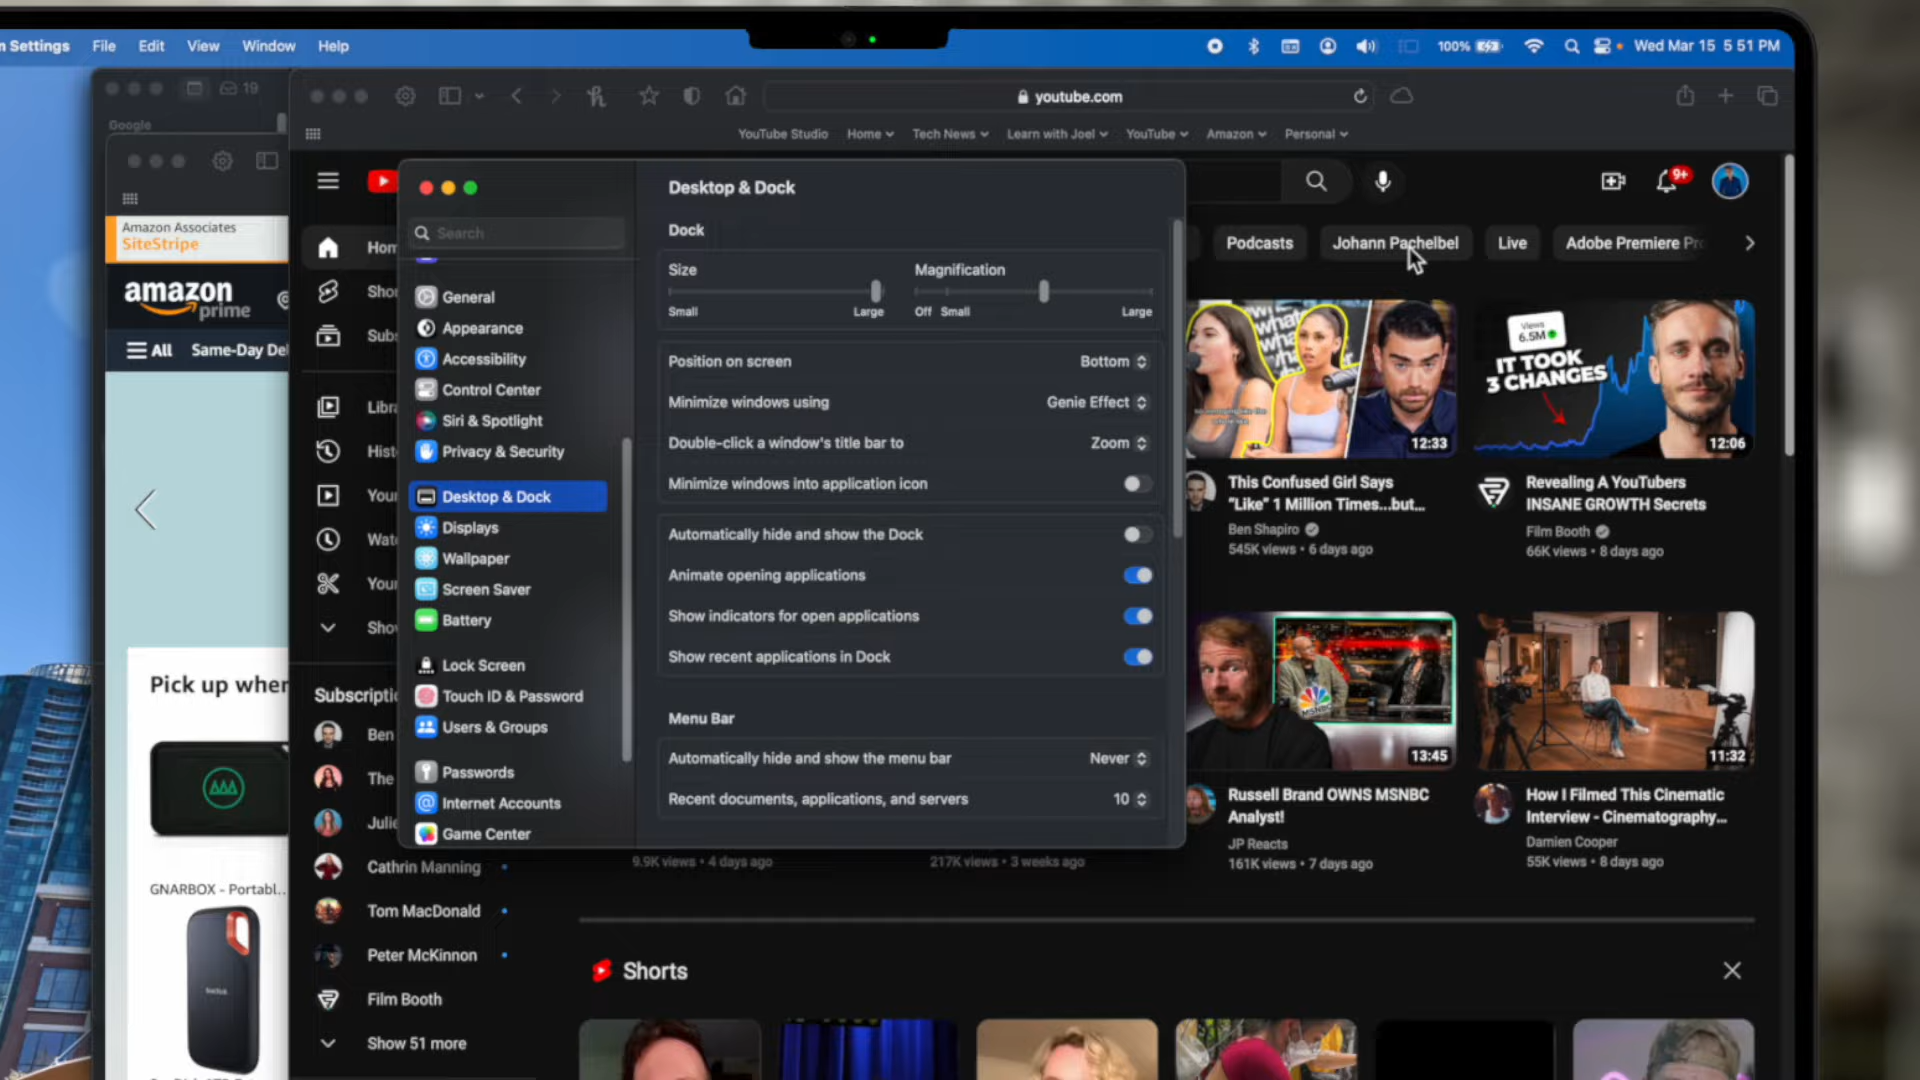 Settings File Edit View Window Help
100% Wed Mar 15 5 51 PM
19
Google
youtube.com
YouTube Studio Home Tech News Learn with Joel YouTube Amazon Personal
Amazon Associates
SiteStripe
amazon
prime
All Same-Day
Pick up
GNARBOX - Portabl...
SanDisk
Subscripti
Ben
The
Cathrin Manning
Tom MacDonald
Peter McKinnon
Film Booth
Show 51 more
Search
General
Appearance
Accessibility
Control Center
Siri & Spotlight
Privacy & Security
Desktop & Dock
Displays
Wallpaper
Screen Saver
Battery
Lock Screen
Touch ID & Password
Users & Groups
Passwords
Internet Accounts
Game Center
Desktop & Dock
Dock
Size
Small Large
Magnification
Off Small Large
Position on screen Bottom
Minimize windows using Genie Effect
Double-click a window's title bar to Zoom
Minimize windows into application icon
Automatically hide and show the Dock
Animate opening applications
Show indicators for open applications
Show recent applications in Dock
Menu Bar
Automatically hide and show the menu bar Never
Recent documents, applications, and servers 10
9+
Podcasts Johann Pachelbel Live Adobe Premiere Pro
12:33
This Confused Girl Says
"Like" 1 Million Times...but...
Ben Shapiro
545K views • 6 days ago
Views
6.5M
IT TOOK
3 CHANGES
12:06
Revealing A YouTubers
INSANE GROWTH Secrets
Film Booth
66K views • 8 days ago
MSNBC
13:45
Russell Brand OWNS MSNBC
Analyst!
JP Reacts
161K views • 7 days ago
11:32
How I Filmed This Cinematic
Interview - Cinematography...
Damien Cooper
55K views • 8 days ago
9.9K views • 4 days ago
217K views • 3 weeks ago
Shorts